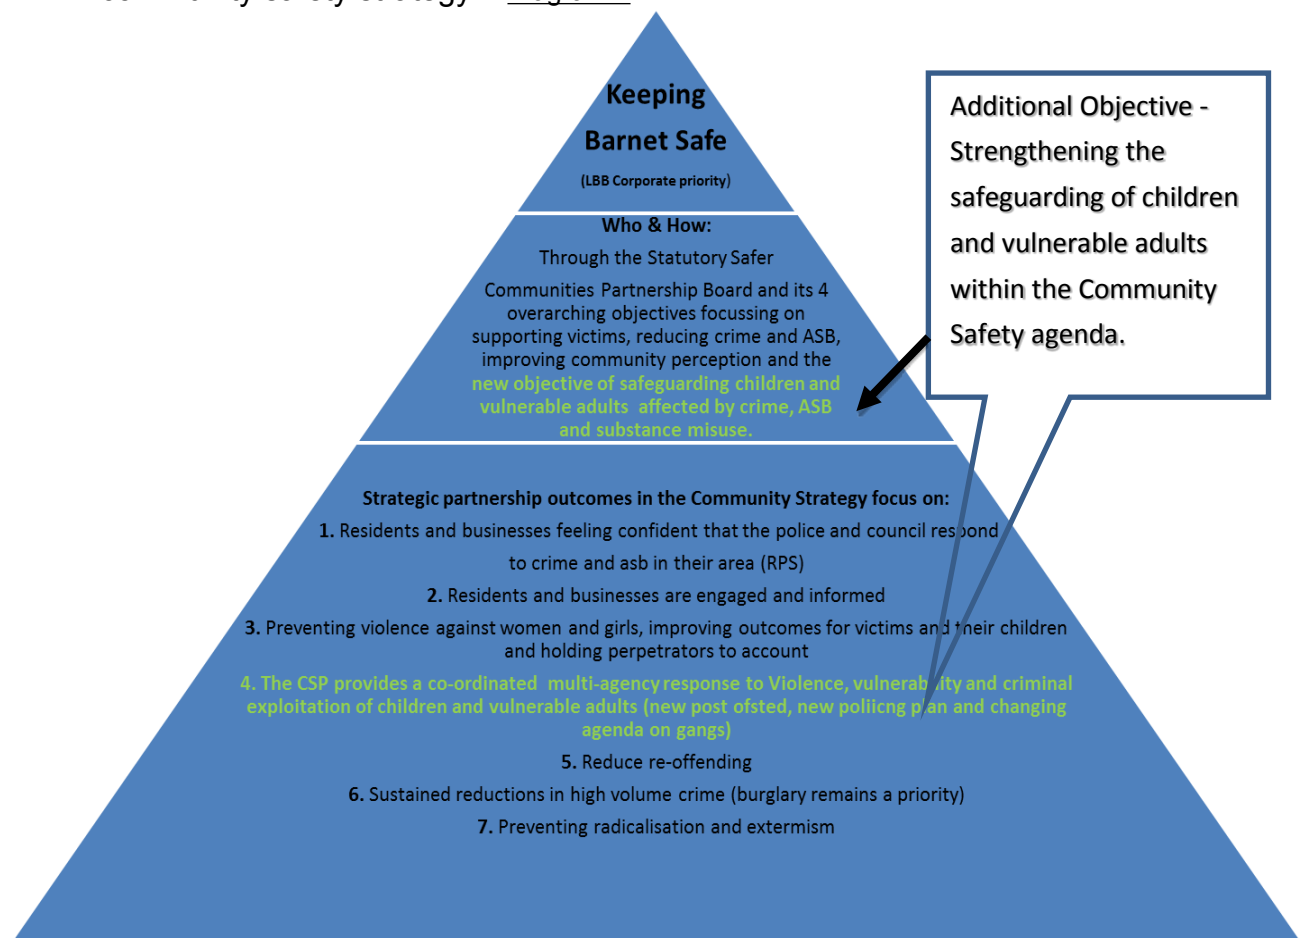 Keeping
Barnet Safe
(LBB Corporate priority)
Who & How:
Through the Statutory Safer
Communities Partnership Board and its 4
overarching objectives focussing on
supporting victims, reducing crime and ASB,
improving community perception and the
new objective of safeguarding children and
vulnerable adults affected by crime, ASB
and substance misuse.
Additional Objective -
Strengthening the
safeguarding of children
and vulnerable adults
within the Community
Safety agenda.
Strategic partnership outcomes in the Community Strategy focus on:
1. Residents and businesses feeling confident that the police and council respond
to crime and asb in their area (RPS)
2. Residents and businesses are engaged and informed
3. Preventing violence against women and girls, improving outcomes for victims and their children
and holding perpetrators to account
4. The CSP provides a co-ordinated multi-agency response to Violence, vulnerability and criminal
exploitation of children and vulnerable adults (new post ofsted, new poliicng plan and changing
agenda on gangs)
5. Reduce re-offending
6. Sustained reductions in high volume crime (burglary remains a priority)
7. Preventing radicalisation and extermism